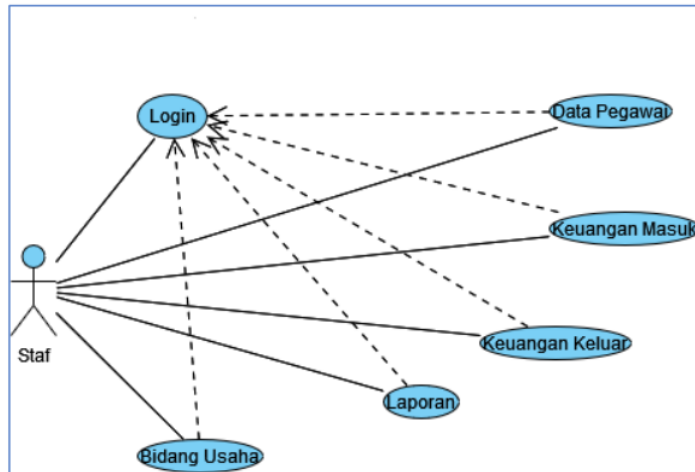 Login
Data Pegawai
Keuangan Masuk
Staf
Keuangan Keluar
Laporan
Bidang Usaha